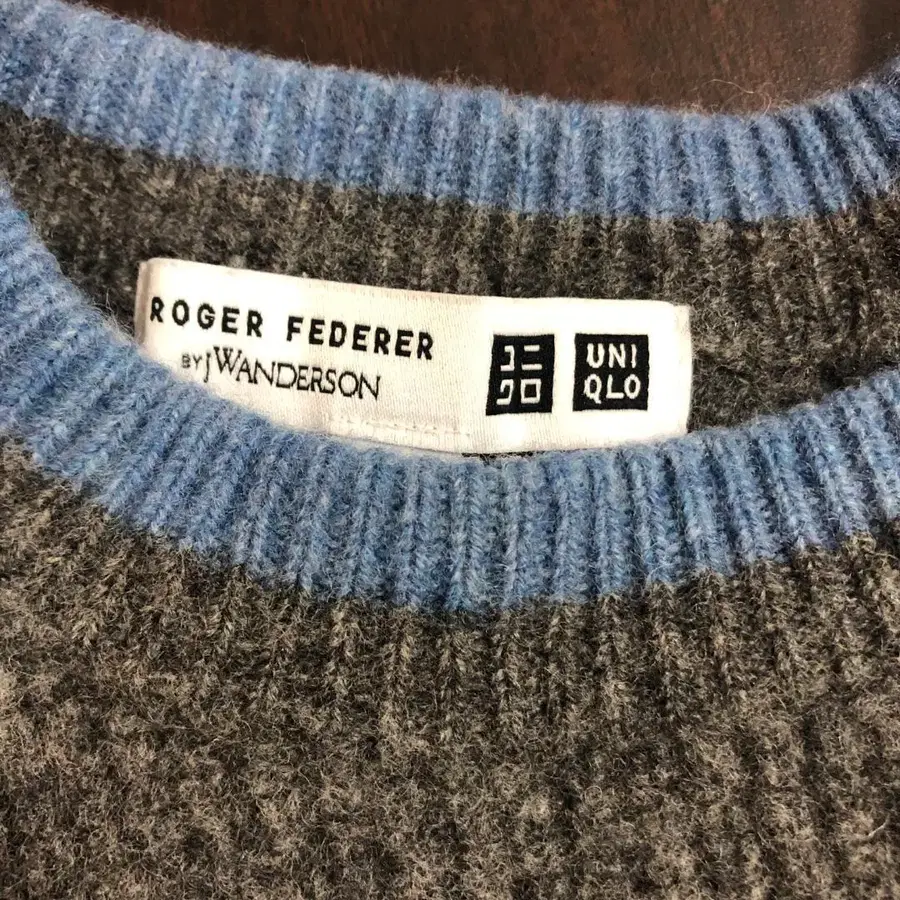 ROGER FEDERER
BY JWANDERSON
ユニ
クロ
UNI
QLO